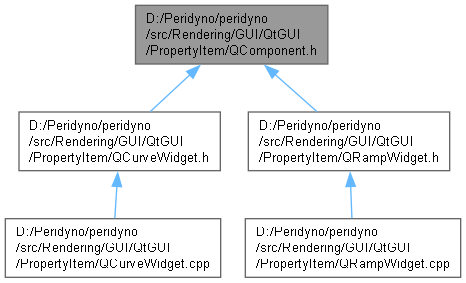 D:/Peridyno/peridyno
/src/Rendering/GUI/QtGUI
/PropertyItem/QComponent.h
D:/Peridyno/peridyno
/src/Rendering/GUI/QtGUI
/PropertyItem/QCurveWidget.h
D:/Peridyno/peridyno
/src/Rendering/GUI/QtGUI
/PropertyItem/QRampWidget.h
D:/Peridyno/peridyno
/src/Rendering/GUI/QtGUI
/PropertyItem/QCurveWidget.cpp
D:/Peridyno/peridyno
/src/Rendering/GUI/QtGUI
/PropertyItem/QRampWidget.cpp